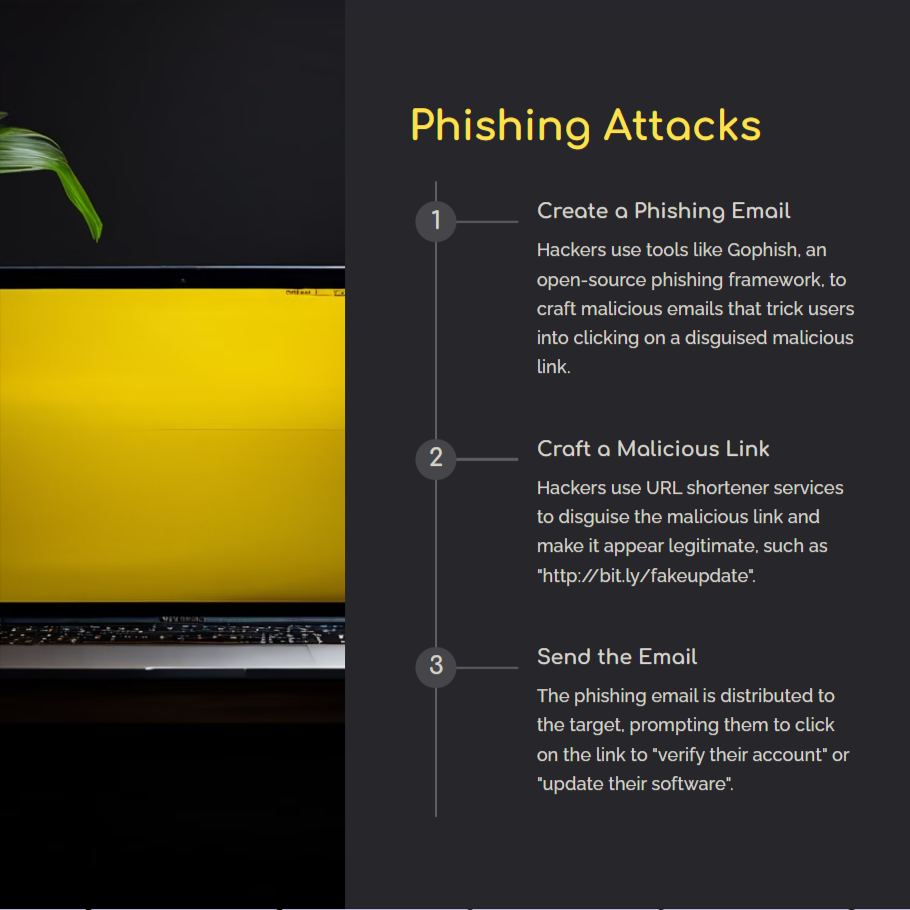 Phishing Attacks
1
Create a Phishing Email
Hackers use tools like Gophish, an
open-source phishing framework, to
craft malicious emails that trick users
into clicking on a disguised malicious
link.
2
Craft a Malicious Link
Hackers use URL shortener services
to disguise the malicious link and
make it appear legitimate, such as
"http://bit.ly/fakeupdate".
3
Send the Email
The phishing email is distributed to
the target, prompting them to click
on the link to "verify their account" or
"update their software".